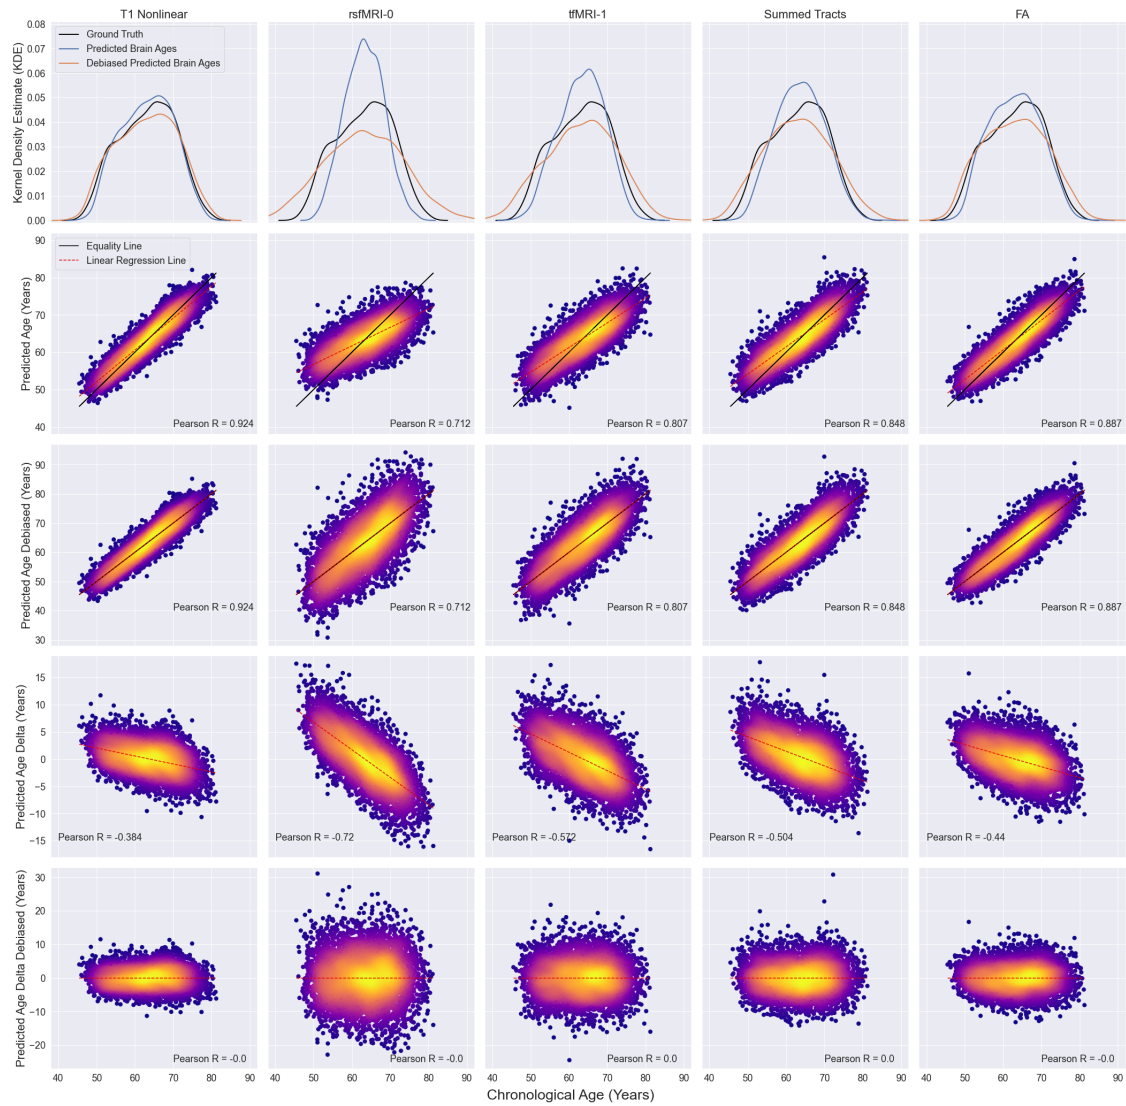 T1 Nonlinear rsfMRI-0 tfMRI-1 Summed Tracts FA
Kernel Density Estimate (KDE)
0.08
0.07
0.06
0.05
0.04
0.03
0.02
0.01
0.00
Ground Truth
Predicted Brain Ages
Debiased Predicted Brain Ages
Predicted Age (Years)
90
80
70
60
50
40
Equality Line
Linear Regression Line
Pearson R = 0.924 Pearson R = 0.712 Pearson R = 0.807 Pearson R = 0.848 Pearson R = 0.887
Predicted Age Debiased (Years)
90
80
70
60
50
40
30
Pearson R = 0.924 Pearson R = 0.712 Pearson R = 0.807 Pearson R = 0.848 Pearson R = 0.887
Predicted Age Delta (Years)
15
10
5
0
−5
−10
−15
Pearson R = -0.384 Pearson R = -0.72 Pearson R = -0.572 Pearson R = -0.504 Pearson R = -0.44
Predicted Age Delta Debiased (Years)
30
20
10
0
−10
−20
Pearson R = -0.0 Pearson R = -0.0 Pearson R = 0.0 Pearson R = 0.0 Pearson R = -0.0
40 50 60 70 80 90 40 50 60 70 80 90 40 50 60 70 80 90 40 50 60 70 80 90 40 50 60 70 80 90
Chronological Age (Years)